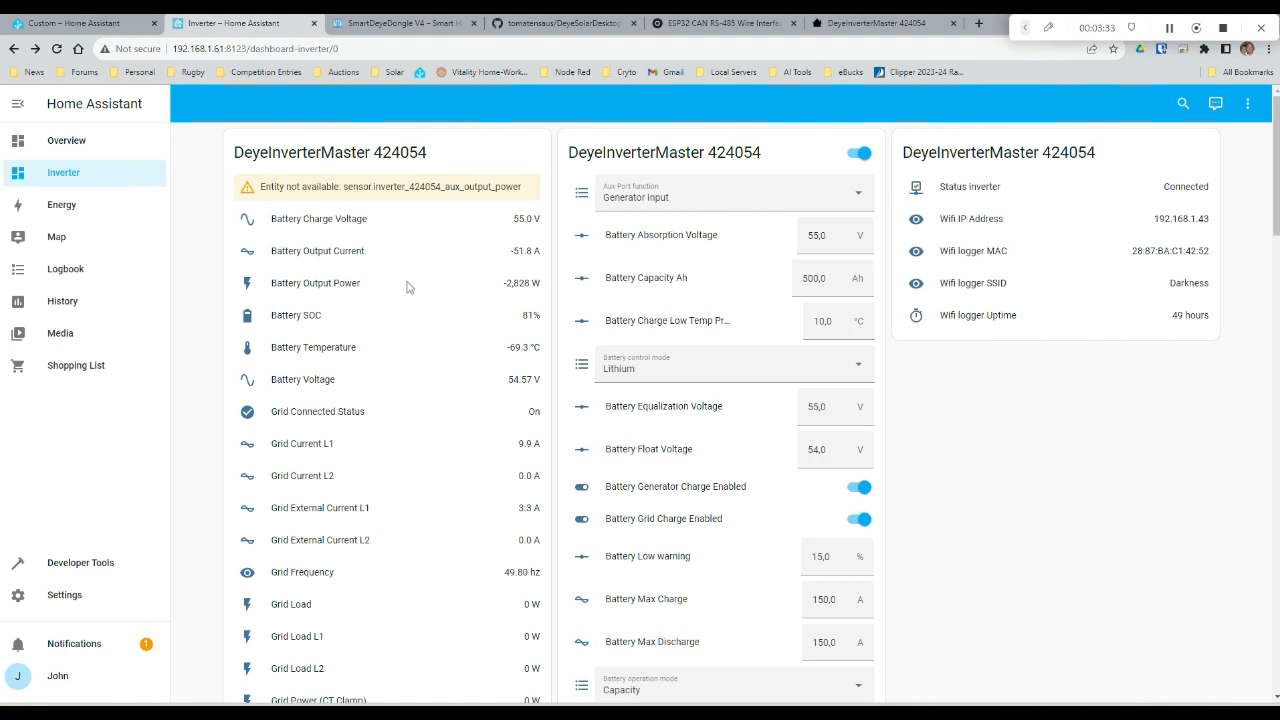 Custom – Home Assistant
Inverter – Home Assistant
SmartDeyeDongle V4 – Smart H
tomatensaus/DeyeSolarDesktop
ESP32 CAN RS-485 Wire Interfa
DeyeInverterMaster 424054
00:03:33
Not secure
192.168.1.61:8123/dashboard-inverter/0
News
Forums
Personal
Rugby
Competition Entries
Auctions
Solar
Vitality Home-Work...
Node Red
Cryto
Gmail
Local Servers
AI Tools
eBucks
Clipper 2023-24 Ra...
All Bookmarks
Home Assistant
Overview
Inverter
Energy
Map
Logbook
History
Media
Shopping List
Developer Tools
Settings
Notifications 1
J John
DeyeInverterMaster 424054
Entity not available: sensor.inverter_424054_aux_output_power
Battery Charge Voltage 55.0 V
Battery Output Current -51.8 A
Battery Output Power -2,828 W
Battery SOC 81%
Battery Temperature -69.3 °C
Battery Voltage 54.57 V
Grid Connected Status On
Grid Current L1 9.9 A
Grid Current L2 0.0 A
Grid External Current L1 3.3 A
Grid External Current L2 0.0 A
Grid Frequency 49.80 hz
Grid Load 0 W
Grid Load L1 0 W
Grid Load L2 0 W
Grid Power (CT Clamp) 0 W
DeyeInverterMaster 424054
Aux Port function
Generator input
Battery Absorption Voltage 55,0 V
Battery Capacity Ah 500,0 Ah
Battery Charge Low Temp Pr... 10,0 °C
Battery control mode
Lithium
Battery Equalization Voltage 55,0 V
Battery Float Voltage 54,0 V
Battery Generator Charge Enabled
Battery Grid Charge Enabled
Battery Low warning 15,0 %
Battery Max Charge 150,0 A
Battery Max Discharge 150,0 A
Battery operation mode
Capacity
DeyeInverterMaster 424054
Status inverter Connected
Wifi IP Address 192.168.1.43
Wifi logger MAC 28:87:BA:C1:42:52
Wifi logger SSID Darkness
Wifi logger Uptime 49 hours